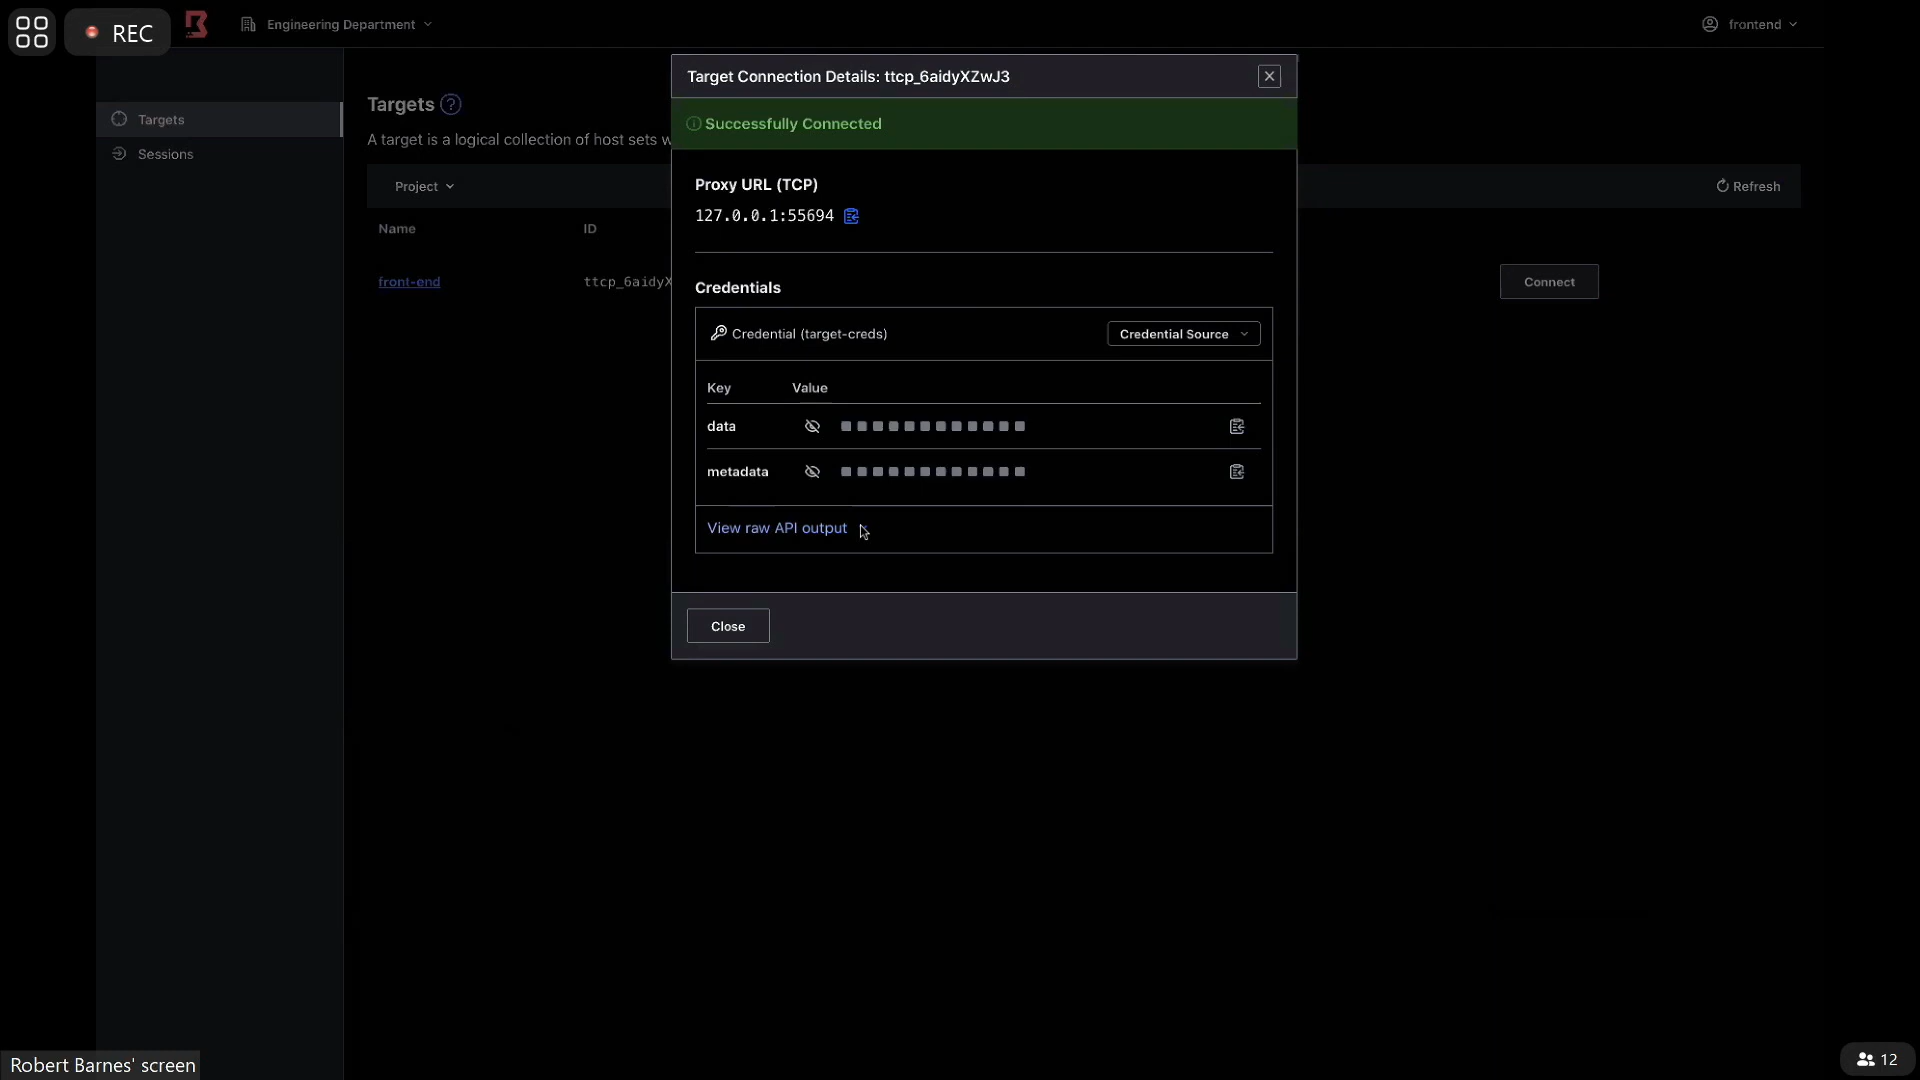 REC
Engineering Department
frontend
Target Connection Details: ttcp_6aidyXZwJ3
Successfully Connected
Targets
Sessions
Targets ?
A target is a logical collection of host sets w
Project
Refresh
Name
ID
front-end
ttcp_6aidyX
Connect
Proxy URL (TCP)
127.0.0.1:55694
Credentials
Credential (target-creds)
Credential Source
Key
Value
data
metadata
View raw API output
Close
Robert Barnes' screen
12